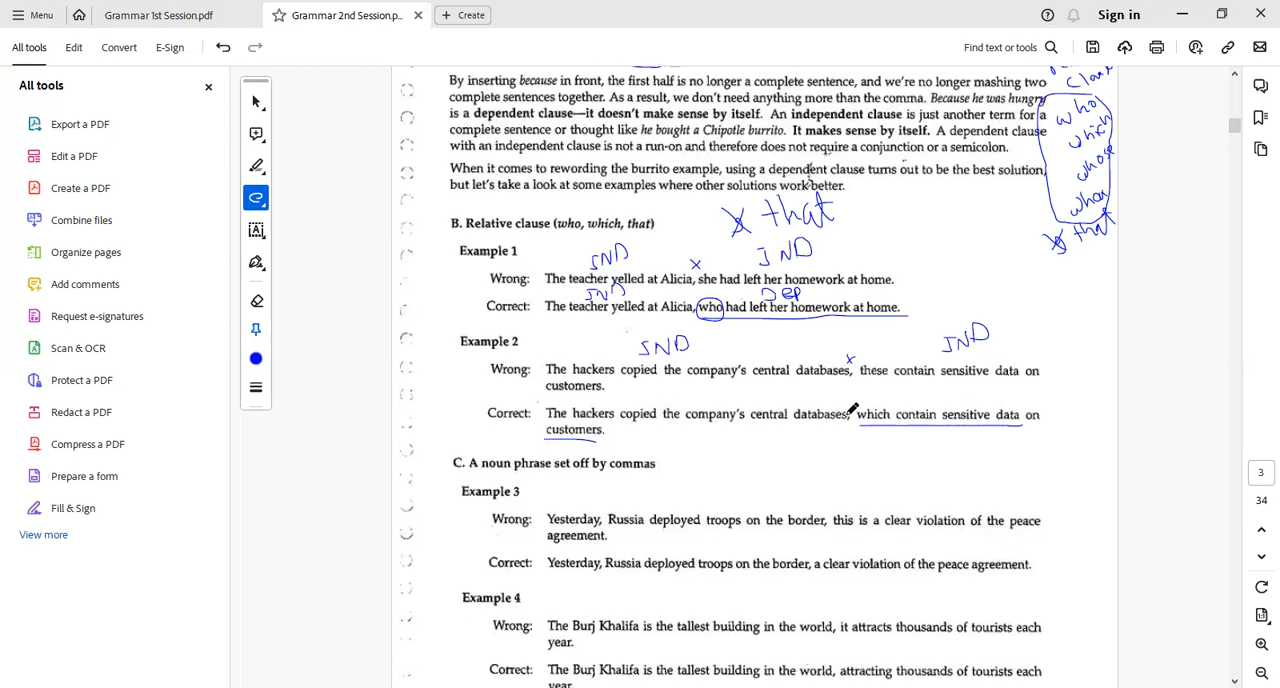 Menu Grammar 1st Session.pdf Grammar 2nd Session.p... Create Sign in
All tools Edit Convert E-Sign Find text or tools
All tools
Export a PDF
Edit a PDF
Create a PDF
Combine files
Organize pages
Add comments
Request e-signatures
Scan & OCR
Protect a PDF
Redact a PDF
Compress a PDF
Prepare a form
Fill & Sign
View more
By inserting because in front, the first half is no longer a complete sentence, and we're no longer mashing two
complete sentences together. As a result, we don't need anything more than the comma. Because he was hungry
is a dependent clause—it doesn't make sense by itself. An independent clause is just another term for a
complete sentence or thought like he bought a Chipotle burrito. It makes sense by itself. A dependent clause
with an independent clause is not a run-on and therefore does not require a conjunction or a semicolon.
When it comes to rewording the burrito example, using a dependent clause turns out to be the best solution,
but let's take a look at some examples where other solutions work better.
that
B. Relative clause (who, which, that)
Example 1
IND IND
Wrong: The teacher yelled at Alicia, she had left her homework at home.
IND DEP
Correct: The teacher yelled at Alicia, who had left her homework at home.
Example 2
IND IND
Wrong: The hackers copied the company's central databases, these contain sensitive data on
customers.
Correct: The hackers copied the company's central databases, which contain sensitive data on
customers.
C. A noun phrase set off by commas
Example 3
Wrong: Yesterday, Russia deployed troops on the border, this is a clear violation of the peace
agreement.
Correct: Yesterday, Russia deployed troops on the border, a clear violation of the peace agreement.
Example 4
Wrong: The Burj Khalifa is the tallest building in the world, it attracts thousands of tourists each
year.
Correct: The Burj Khalifa is the tallest building in the world, attracting thousands of tourists each
year.
who
which
whose
that
3
34